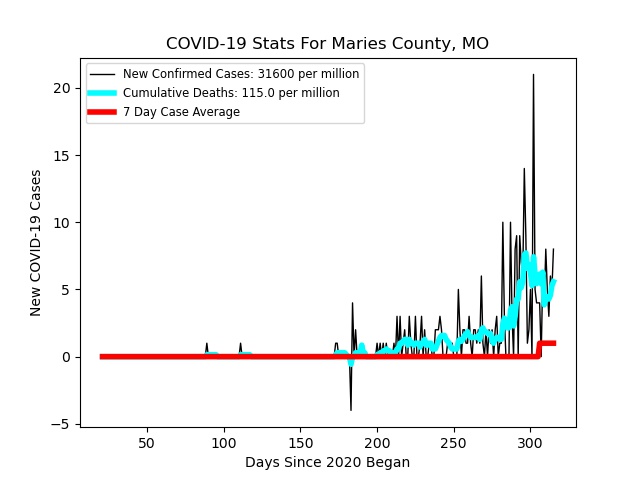 COVID-19 Stats For Maries County, MO
New Confirmed Cases: 31600 per million
Cumulative Deaths: 115.0 per million
7 Day Case Average
New COVID-19 Cases
20
15
10
5
0
−5
50 100 150 200 250 300
Days Since 2020 Began